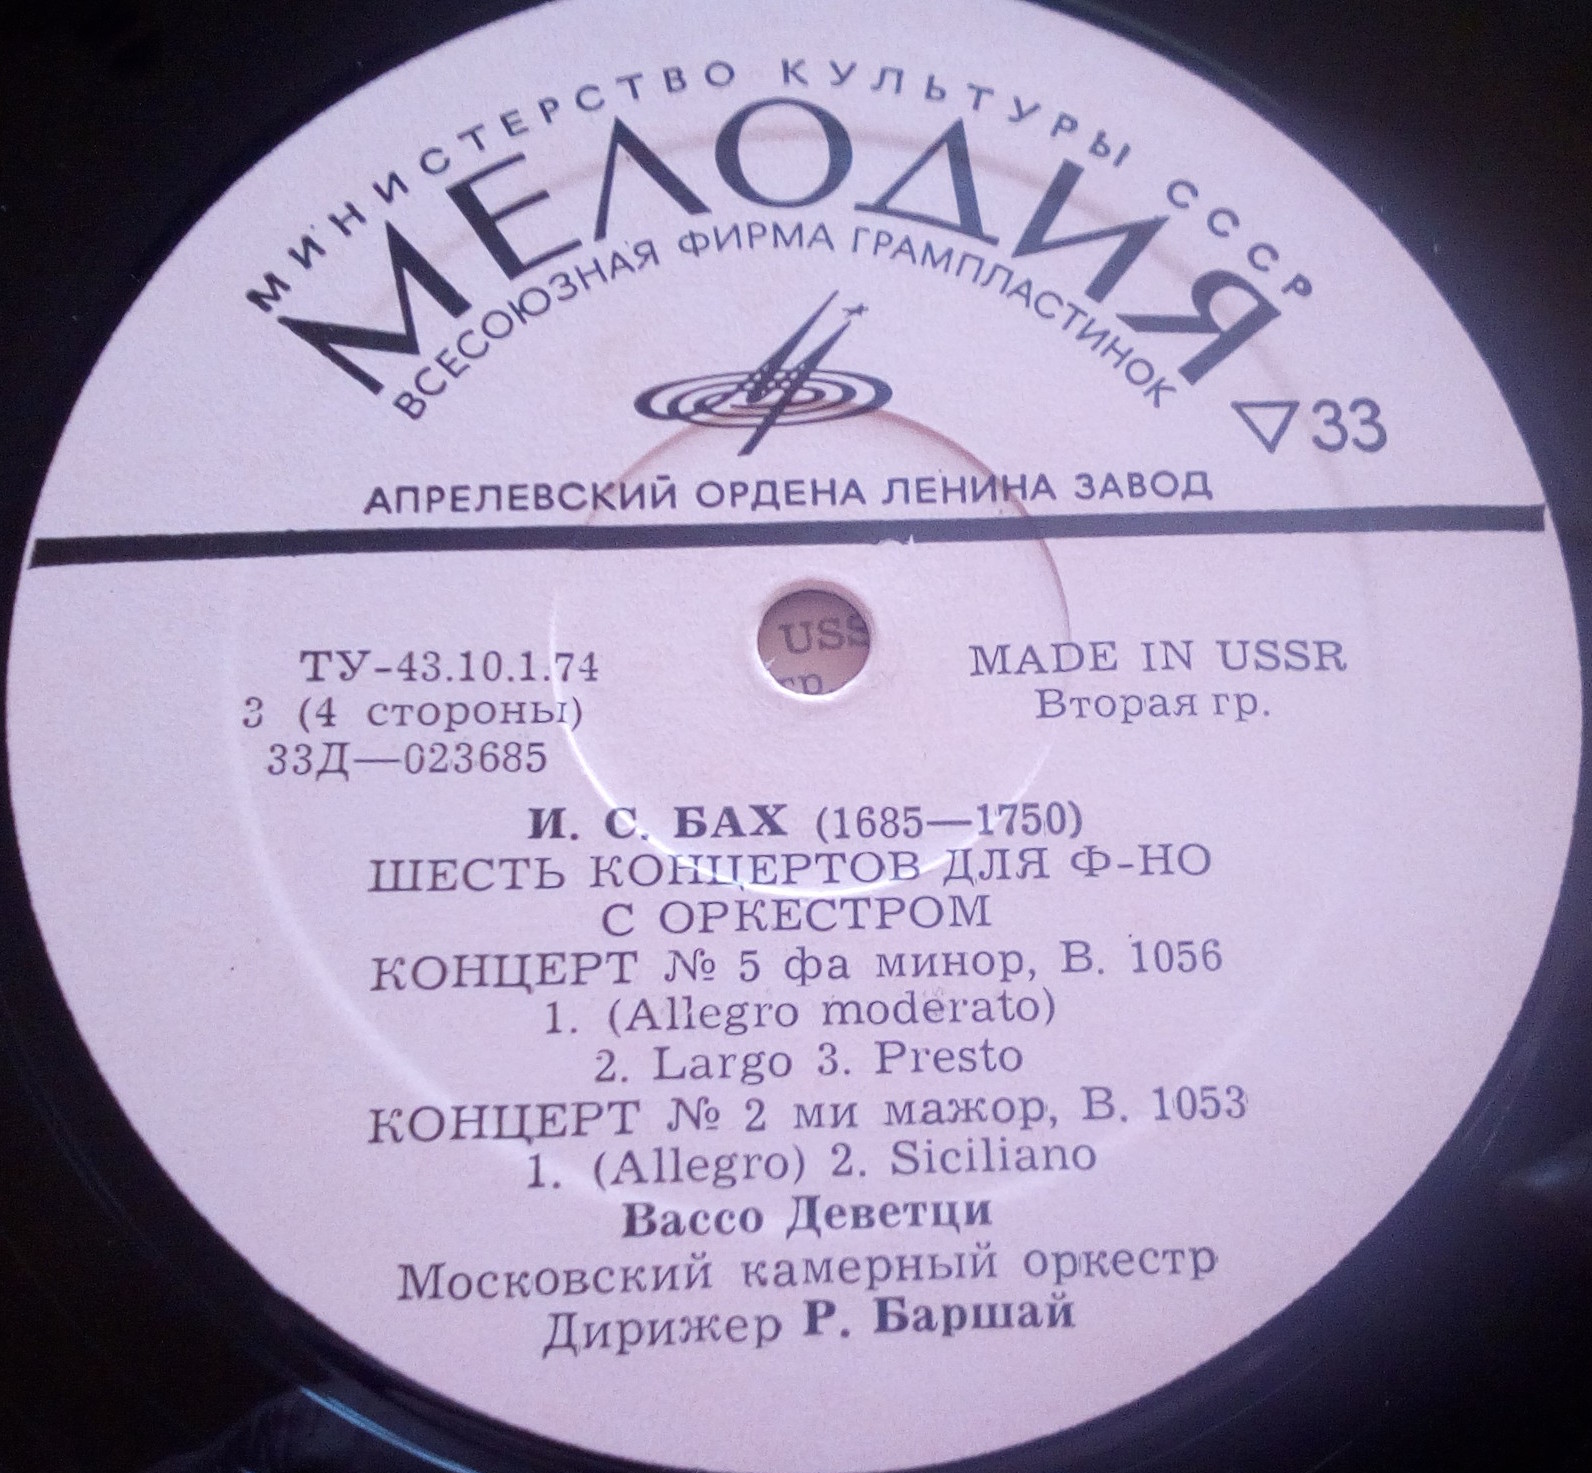 МИНИСТЕРСТВО КУЛЬТУРЫ СССР
МЕЛОДИЯ
ВСЕСОЮЗНАЯ ФИРМА ГРАМПЛАСТИНОК
33
АПРЕЛЕВСКИЙ ОРДЕНА ЛЕНИНА ЗАВОД
ТУ-43.10.1.74
3 (4 стороны)
33Д—023685
MADE IN USSR
Вторая гр.
И. С. БАХ (1685—1750)
ШЕСТЬ КОНЦЕРТОВ ДЛЯ Ф-НО
С ОРКЕСТРОМ
КОНЦЕРТ № 5 фа минор, В. 1056
1. (Allegro moderato)
2. Largo 3. Presto
КОНЦЕРТ № 2 ми мажор, В. 1053
1. (Allegro) 2. Siciliano
Вассо Деветци
Московский камерный оркестр
Дирижер Р. Баршай